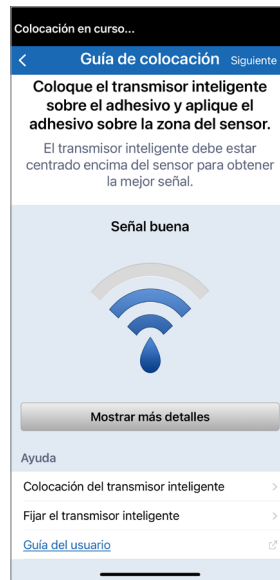 Colocación en curso...
Guía de colocación Siguiente
Coloque el transmisor inteligente
sobre el adhesivo y aplique el
adhesivo sobre la zona del sensor.
El transmisor inteligente debe estar
centrado encima del sensor para obtener
la mejor señal.
Señal buena
Mostrar más detalles
Ayuda
Colocación del transmisor inteligente
Fijar el transmisor inteligente
Guía del usuario